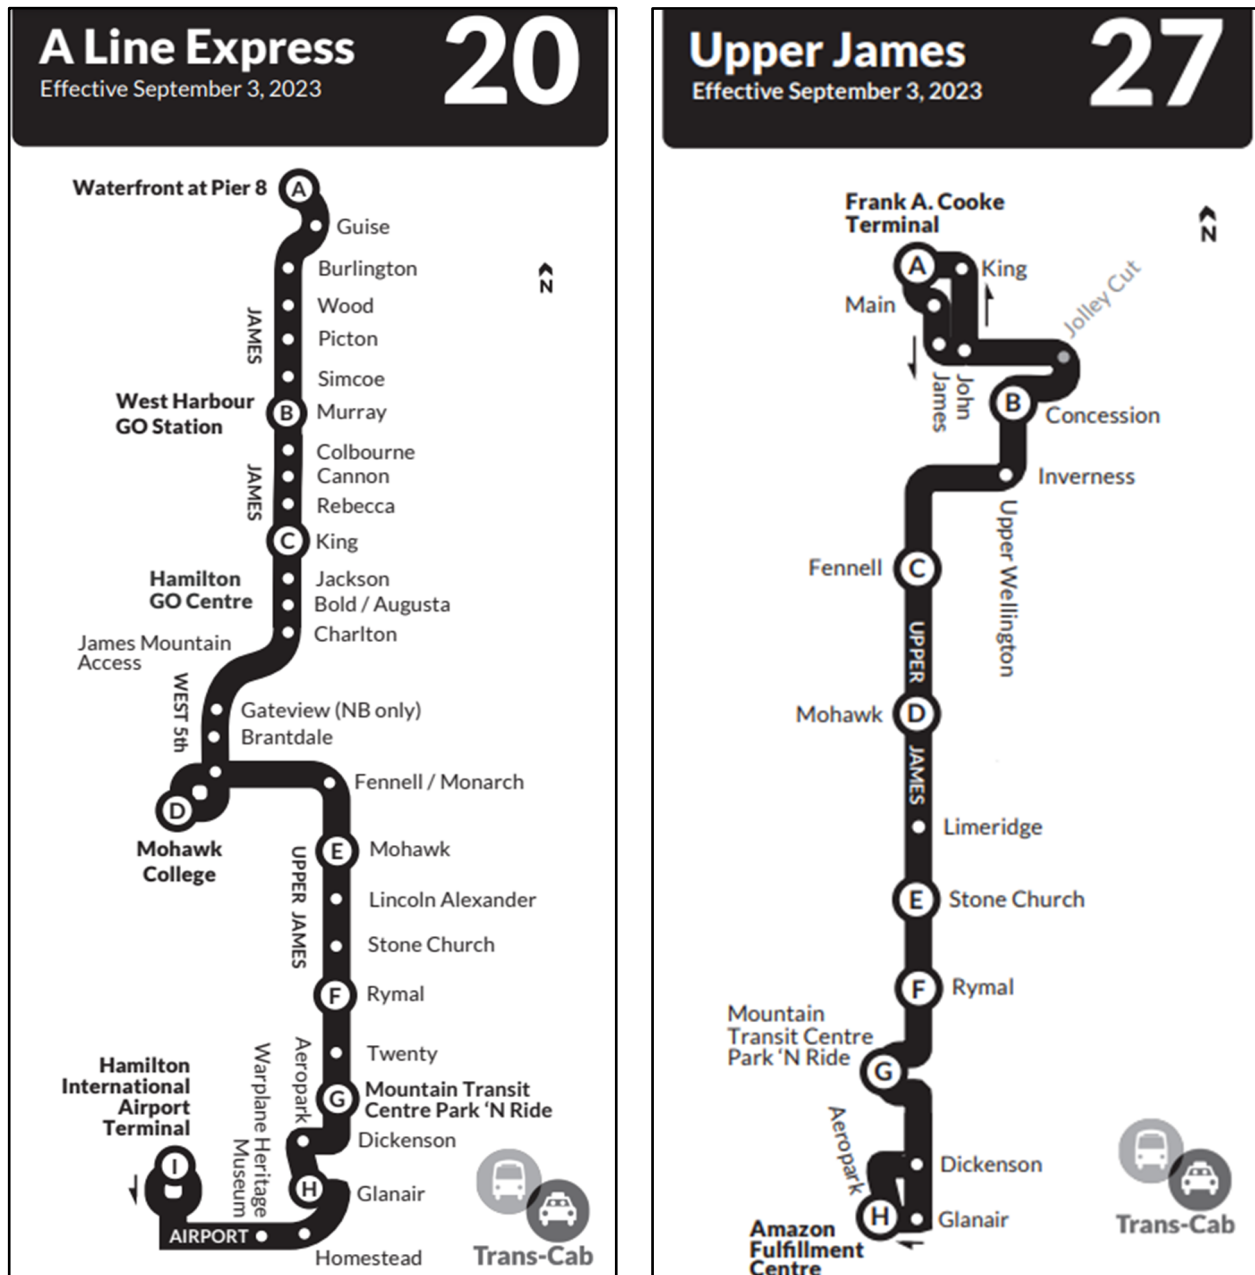 A Line Express
20
Effective September 3, 2023
Waterfront at Pier 8
A
Guise
Burlington
N
Wood
JAMES
Picton
Simcoe
West Harbour
GO Station
B
Murray
Colbourne
JAMES
Cannon
Rebecca
C
King
Hamilton
GO Centre
Jackson
Bold / Augusta
Charlton
James Mountain
Access
WEST 5th
Gateview (NB only)
Brantdale
Fennell / Monarch
D
Mohawk
College
E
Mohawk
UPPER JAMES
Lincoln Alexander
Stone Church
F
Rymal
Twenty
Aeropark
Warplane Heritage
Museum
Hamilton
International
Airport
Terminal
G
Mountain Transit
Centre Park ‘N Ride
Dickenson
I
H
Glanair
AIRPORT
Homestead
Trans-Cab
Upper James
27
Effective September 3, 2023
Frank A. Cooke
Terminal
N
A
King
Main
Jolley Cut
James
John
B
Concession
Inverness
Upper Wellington
Fennell
C
UPPER
Mohawk
D
JAMES
Limeridge
E
Stone Church
F
Rymal
Mountain
Transit Centre
Park ‘N Ride
G
Aeropark
Dickenson
H
Glanair
Amazon
Fulfillment
Centre
Trans-Cab